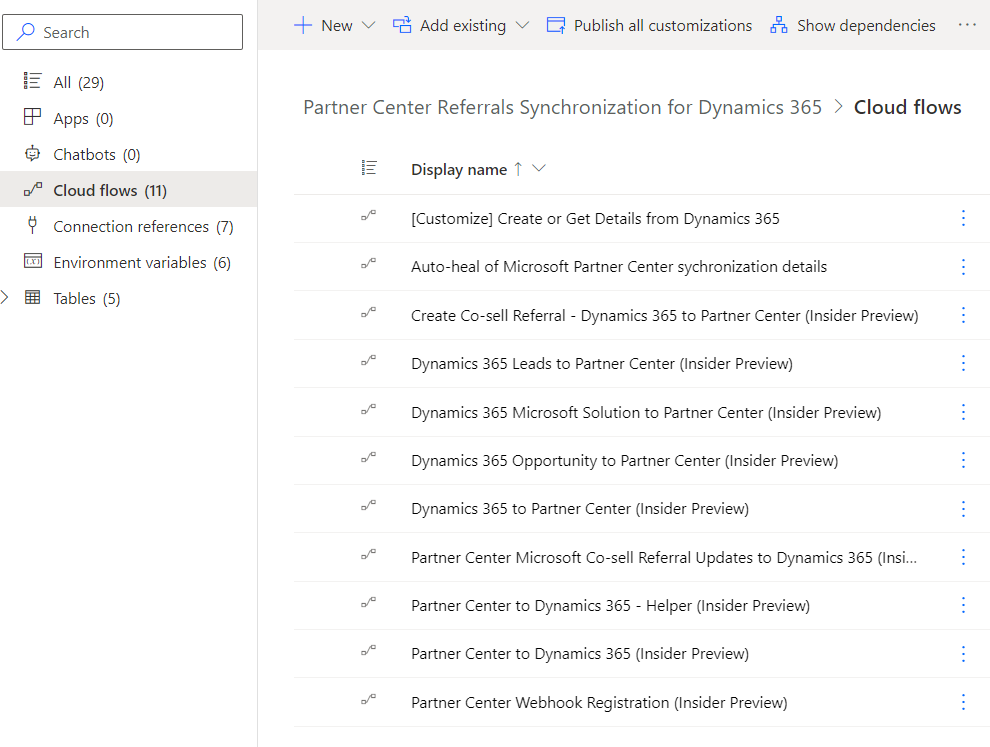 Search
New
Add existing
Publish all customizations
Show dependencies
All (29)
Apps (0)
Chatbots (0)
Cloud flows (11)
Connection references (7)
Environment variables (6)
Tables (5)
Partner Center Referrals Synchronization for Dynamics 365 > Cloud flows
Display name ↑
[Customize] Create or Get Details from Dynamics 365
Auto-heal of Microsoft Partner Center sychronization details
Create Co-sell Referral - Dynamics 365 to Partner Center (Insider Preview)
Dynamics 365 Leads to Partner Center (Insider Preview)
Dynamics 365 Microsoft Solution to Partner Center (Insider Preview)
Dynamics 365 Opportunity to Partner Center (Insider Preview)
Dynamics 365 to Partner Center (Insider Preview)
Partner Center Microsoft Co-sell Referral Updates to Dynamics 365 (Insi...
Partner Center to Dynamics 365 - Helper (Insider Preview)
Partner Center to Dynamics 365 (Insider Preview)
Partner Center Webhook Registration (Insider Preview)